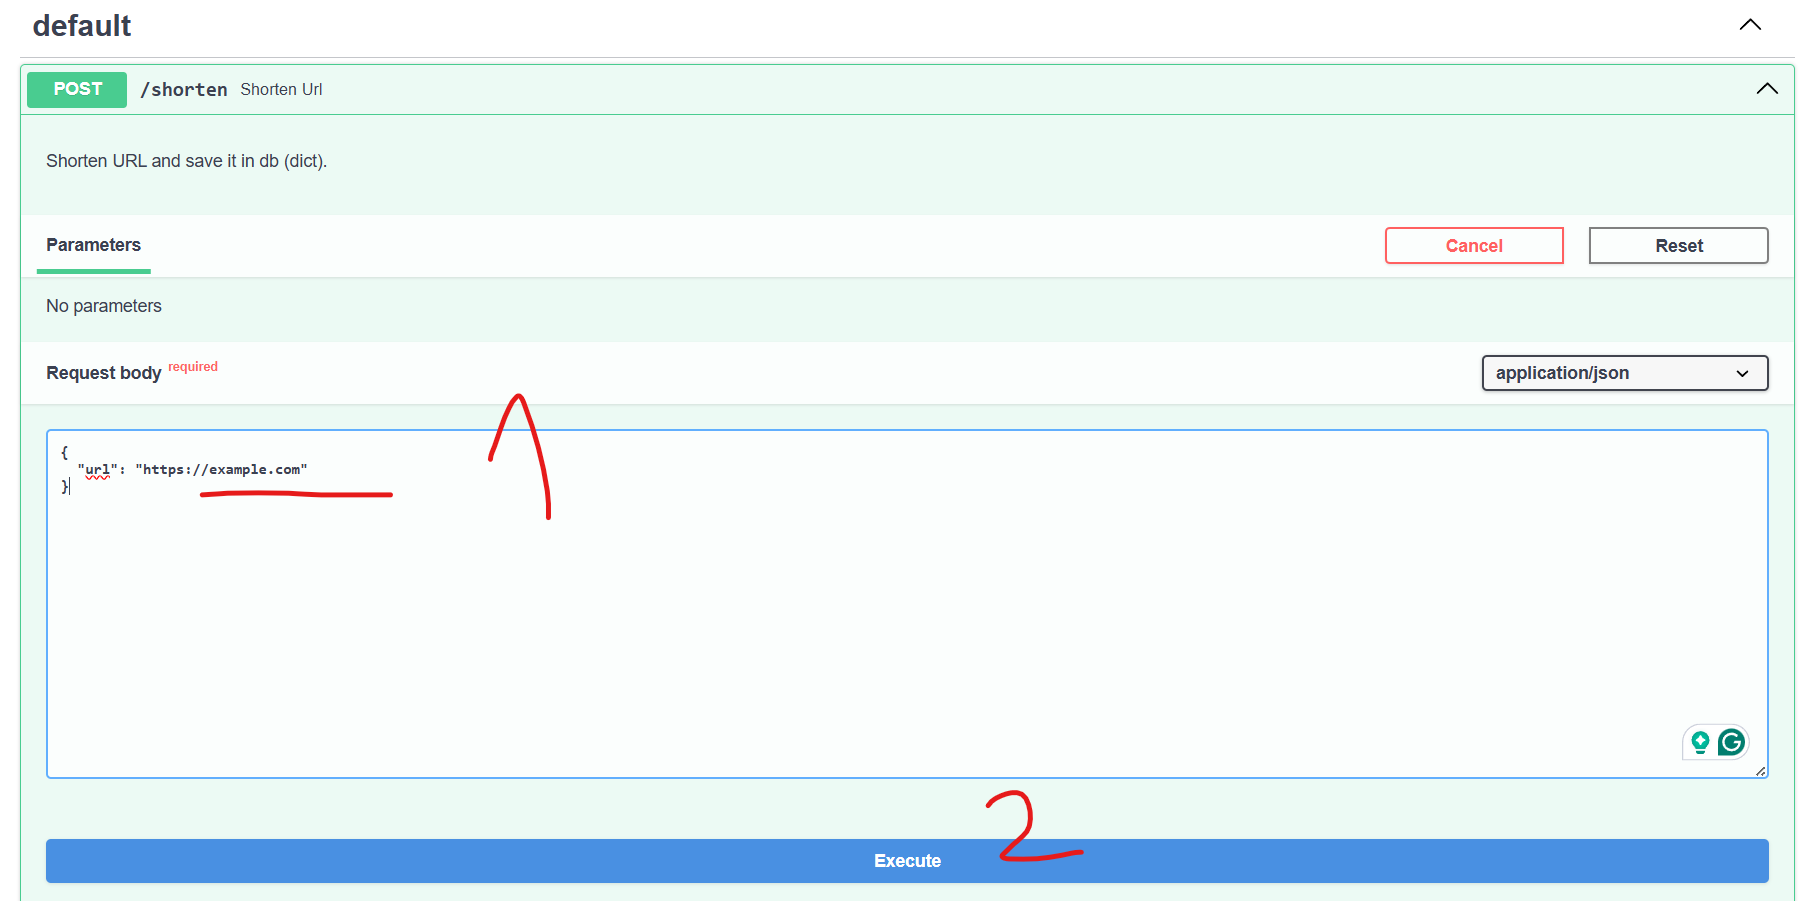 default
POST /shorten Shorten Url
Shorten URL and save it in db (dict).
Parameters
Cancel
Reset
No parameters
Request body required
application/json
1
{
"url": "https://example.com"
}
2
Execute